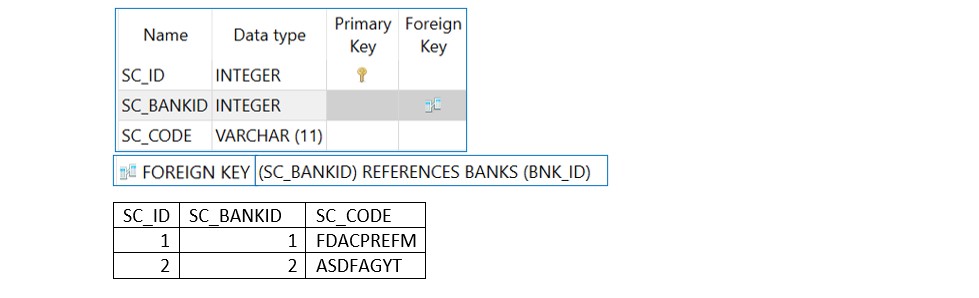 Name Data type Primary Key Foreign Key
SC_ID INTEGER
SC_BANKID INTEGER
SC_CODE VARCHAR (11)
FOREIGN KEY (SC_BANKID) REFERENCES BANKS (BNK_ID)
SC_ID SC_BANKID SC_CODE
1 1 FDACPREFM
2 2 ASDFAGYT